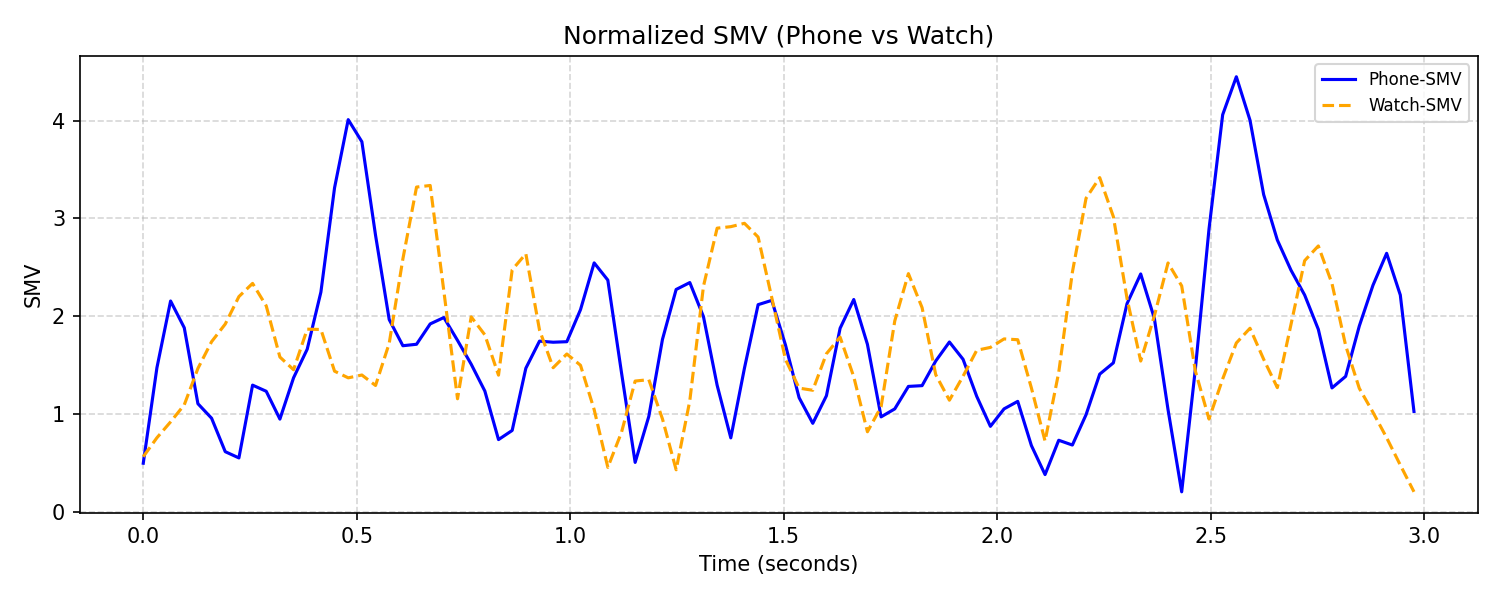 Normalized SMV (Phone vs Watch)
Phone-SMV
Watch-SMV
SMV
4
3
2
1
0
0.0 0.5 1.0 1.5 2.0 2.5 3.0
Time (seconds)